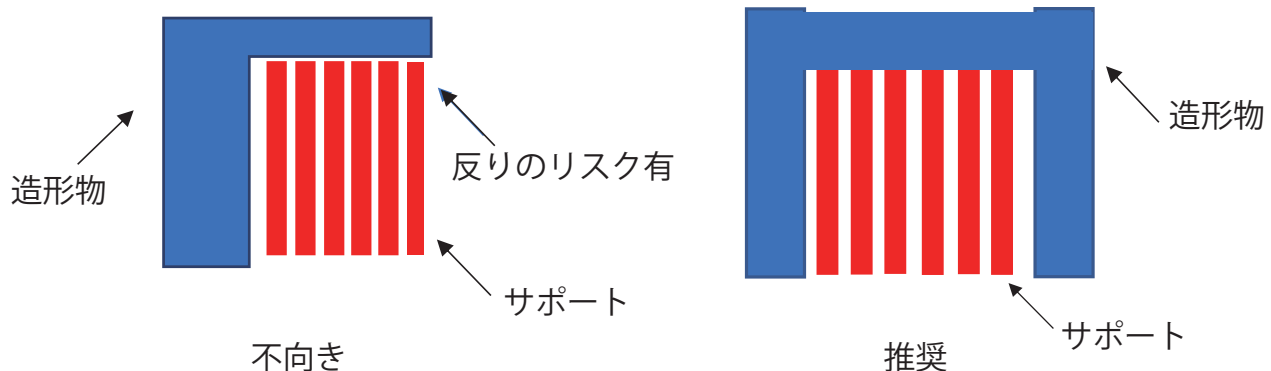 造形物
反りのリスク有
サポート
不向き
造形物
サポート
推奨